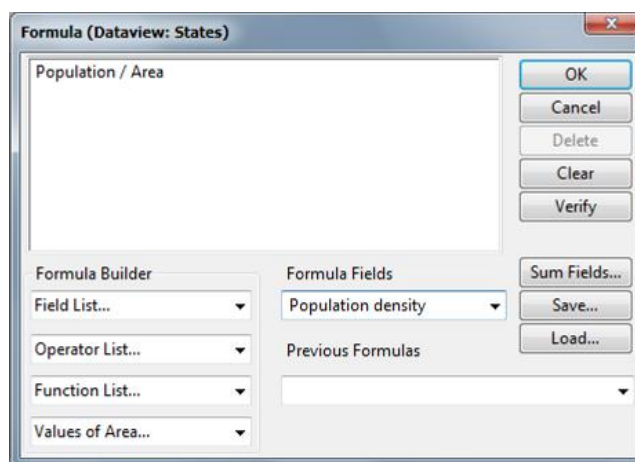 Formula (Dataview: States)
Population / Area
OK
Cancel
Delete
Clear
Verify
Formula Builder
Formula Fields
Sum Fields...
Field List...
Population density
Save...
Operator List...
Previous Formulas
Load...
Function List...
Values of Area...